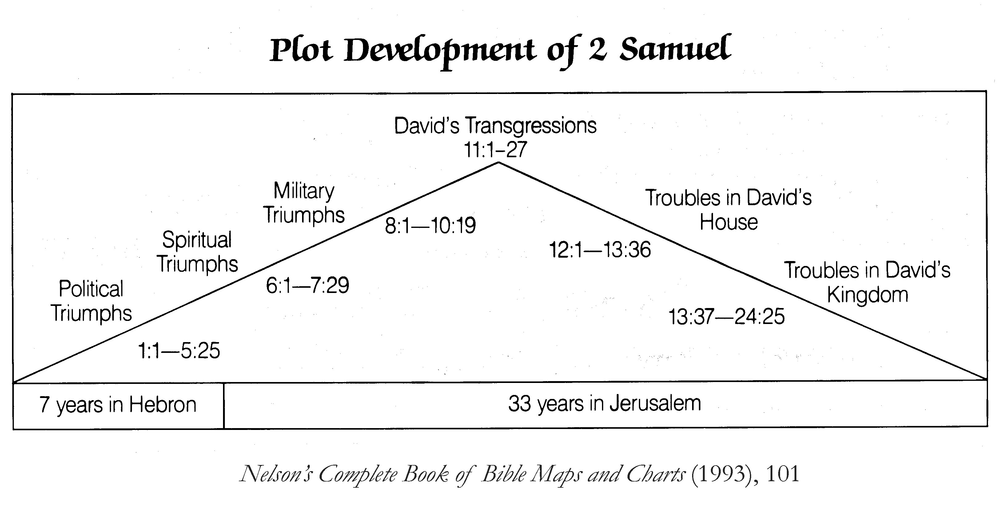 Plot Development of 2 Samuel
David's Transgressions
11:1–27
Military
Triumphs
8:1—10:19
Spiritual
Triumphs
6:1—7:29
Political
Triumphs
1:1—5:25
Troubles in David's
House
12:1—13:36
Troubles in David's
Kingdom
13:37—24:25
7 years in Hebron
33 years in Jerusalem
Nelson's Complete Book of Bible Maps and Charts (1993), 101